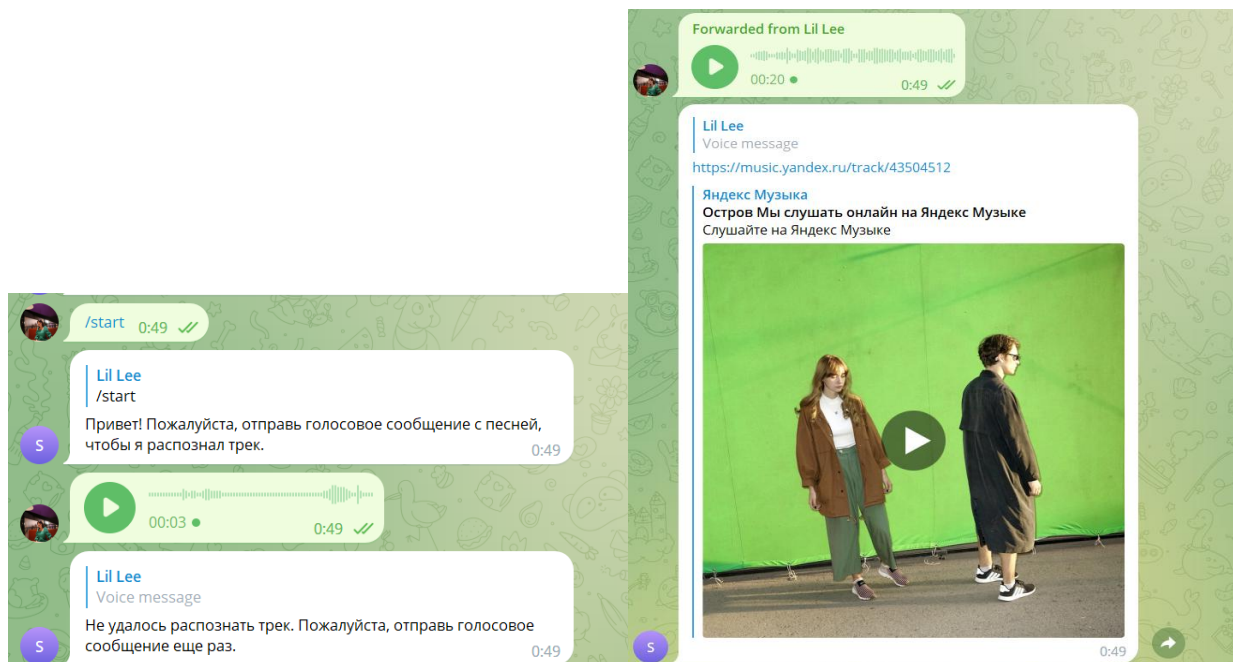 /start
0:49
Lil Lee
/start
Привет! Пожалуйста, отправь голосовое сообщение с песней,
чтобы я распознал трек.
0:49
S
00:03
0:49
Lil Lee
Voice message
Не удалось распознать трек. Пожалуйста, отправь голосовое
сообщение еще раз.
0:49
S
Forwarded from Lil Lee
00:20
0:49
Lil Lee
Voice message
https://music.yandex.ru/track/43504512
Яндекс Музыка
Остров Мы слушать онлайн на Яндекс Музыке
Слушайте на Яндекс Музыке
0:49
S